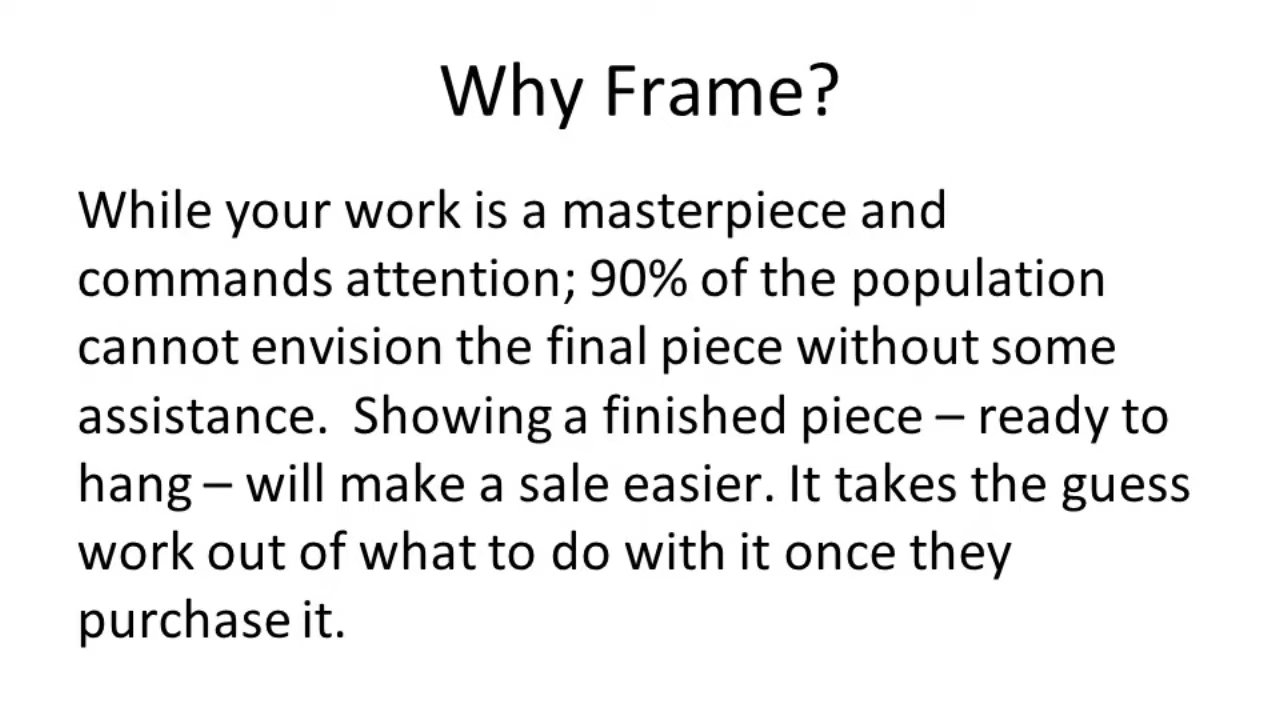 Why Frame?
While your work is a masterpiece and
commands attention; 90% of the population
cannot envision the final piece without some
assistance.  Showing a finished piece – ready to
hang – will make a sale easier. It takes the guess
work out of what to do with it once they
purchase it.